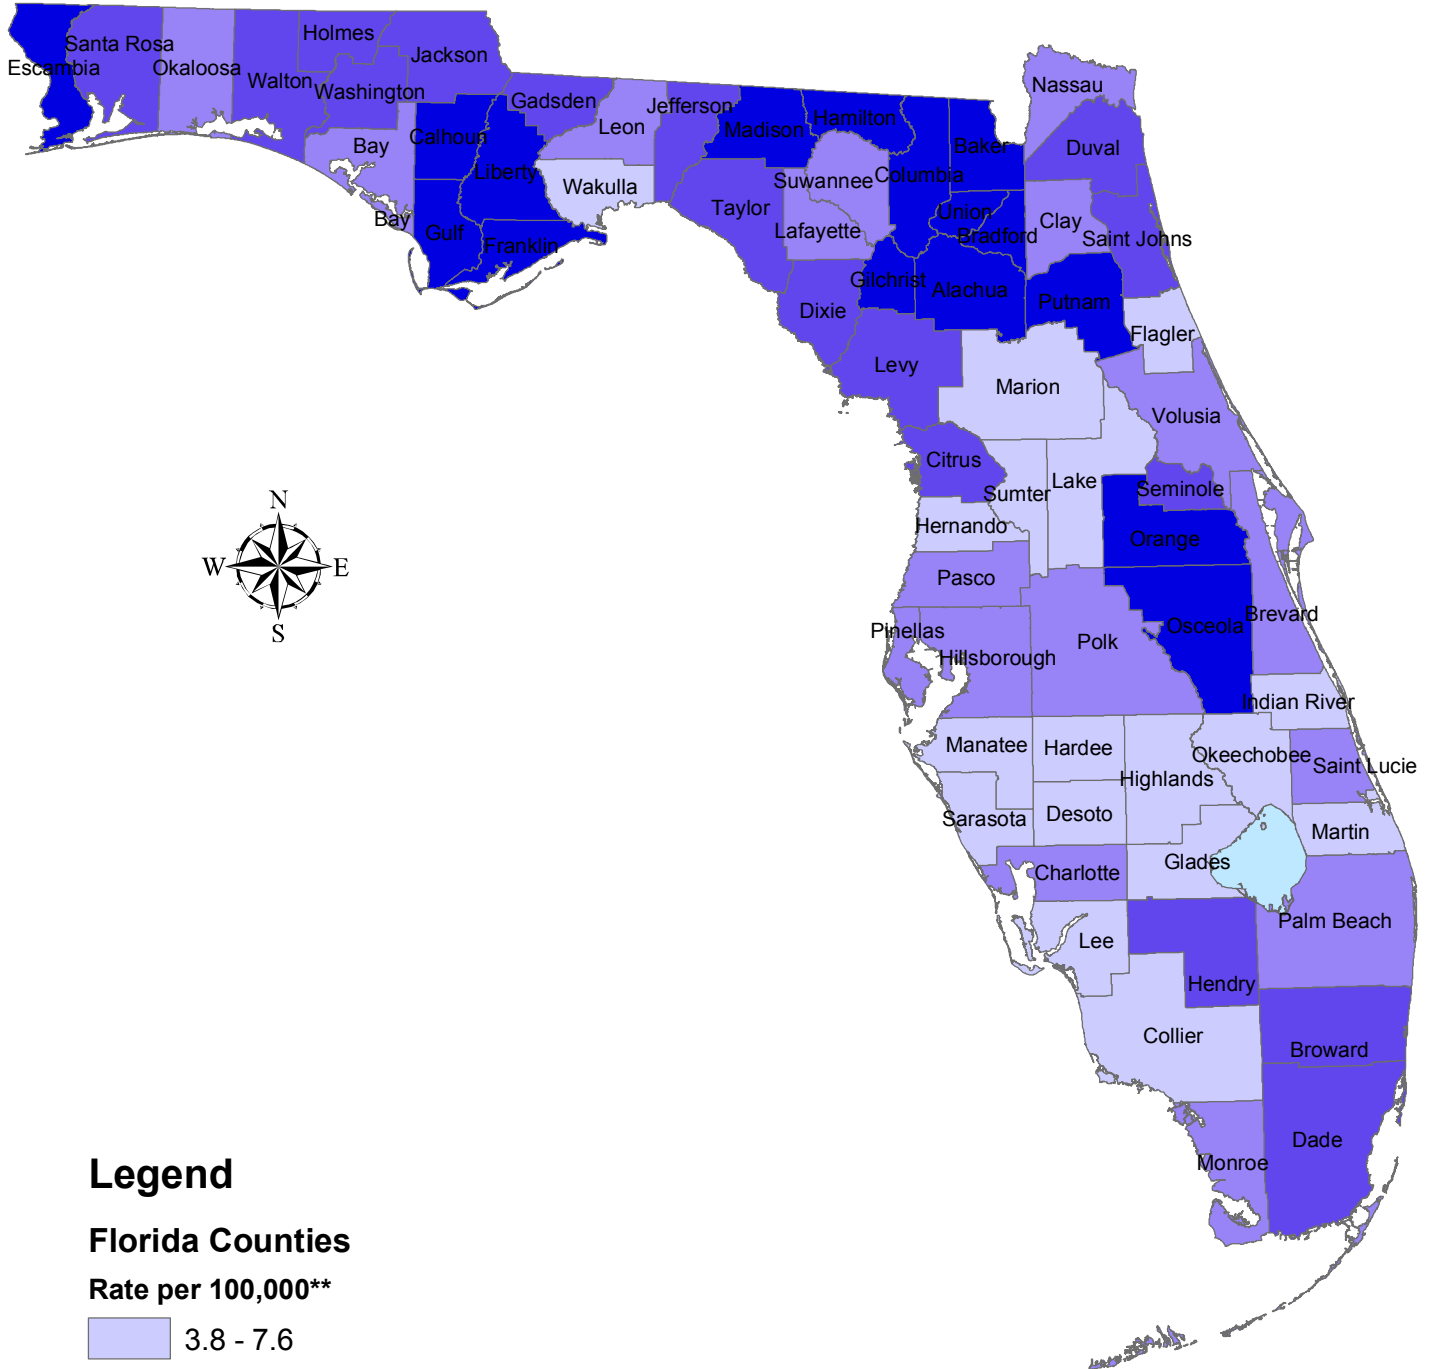 Holmes
Santa Rosa
Jackson
Escambia
Okaloosa
Walton
Washington
Nassau
Gadsden
Jefferson
Leon
Madison
Hamilton
Calhoun
Bay
Baker
Duval
Liberty
Wakulla
Suwannee
Columbia
Taylor
Union
Bay
Gulf
Franklin
Lafayette
Bradford
Clay
Saint Johns
Gilchrist
Alachua
Putnam
Dixie
Flagler
Levy
Marion
Volusia
Citrus
Sumter
Lake
Seminole
N
Hernando
Orange
W
E
Pasco
S
Pinellas
Hillsborough
Polk
Osceola
Brevard
Indian River
Manatee
Hardee
Okeechobee
Saint Lucie
Highlands
Sarasota
Desoto
Martin
Charlotte
Glades
Palm Beach
Lee
Hendry
Collier
Broward
Dade
Monroe
Legend
Florida Counties
Rate per 100,000**
3.8 - 7.6